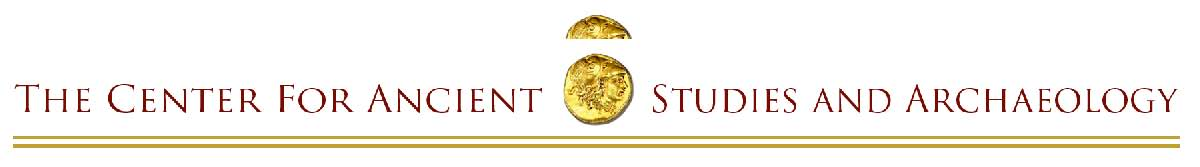 The Center For Ancient Studies and Archaeology